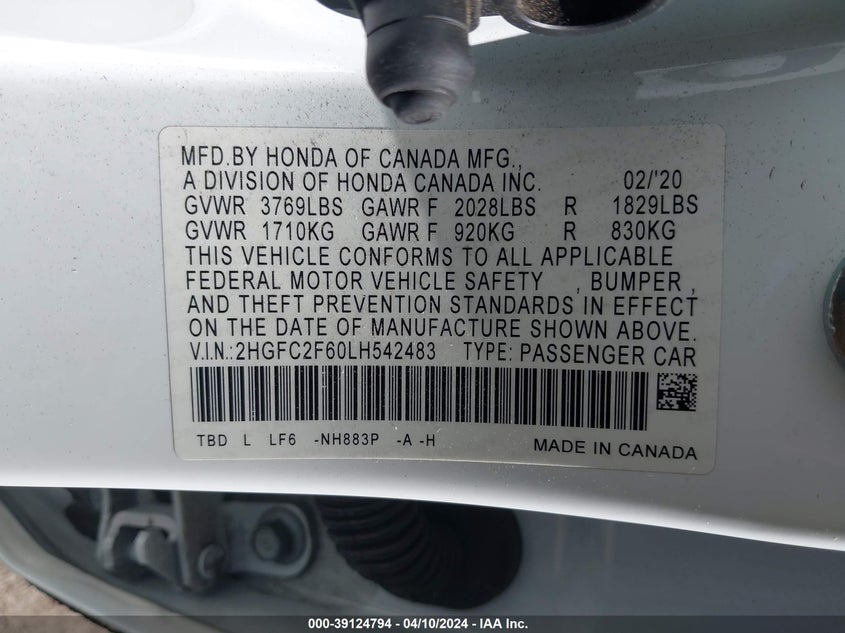 MFD.BY HONDA OF CANADA MFG.,
A DIVISION OF HONDA CANADA INC. 02/'20
GVWR 3769LBS GAWR F 2028LBS R 1829LBS
GVWR 1710KG GAWR F 920KG R 830KG
THIS VEHICLE CONFORMS TO ALL APPLICABLE
FEDERAL MOTOR VEHICLE SAFETY , BUMPER ,
AND THEFT PREVENTION STANDARDS IN EFFECT
ON THE DATE OF MANUFACTURE SHOWN ABOVE.
V.I.N.:2HGFC2F60LH542483 TYPE: PASSENGER CAR
TBD L LF6 -NH883P -A -H
MADE IN CANADA
000-39124794 - 04/10/2024 - IAA Inc.